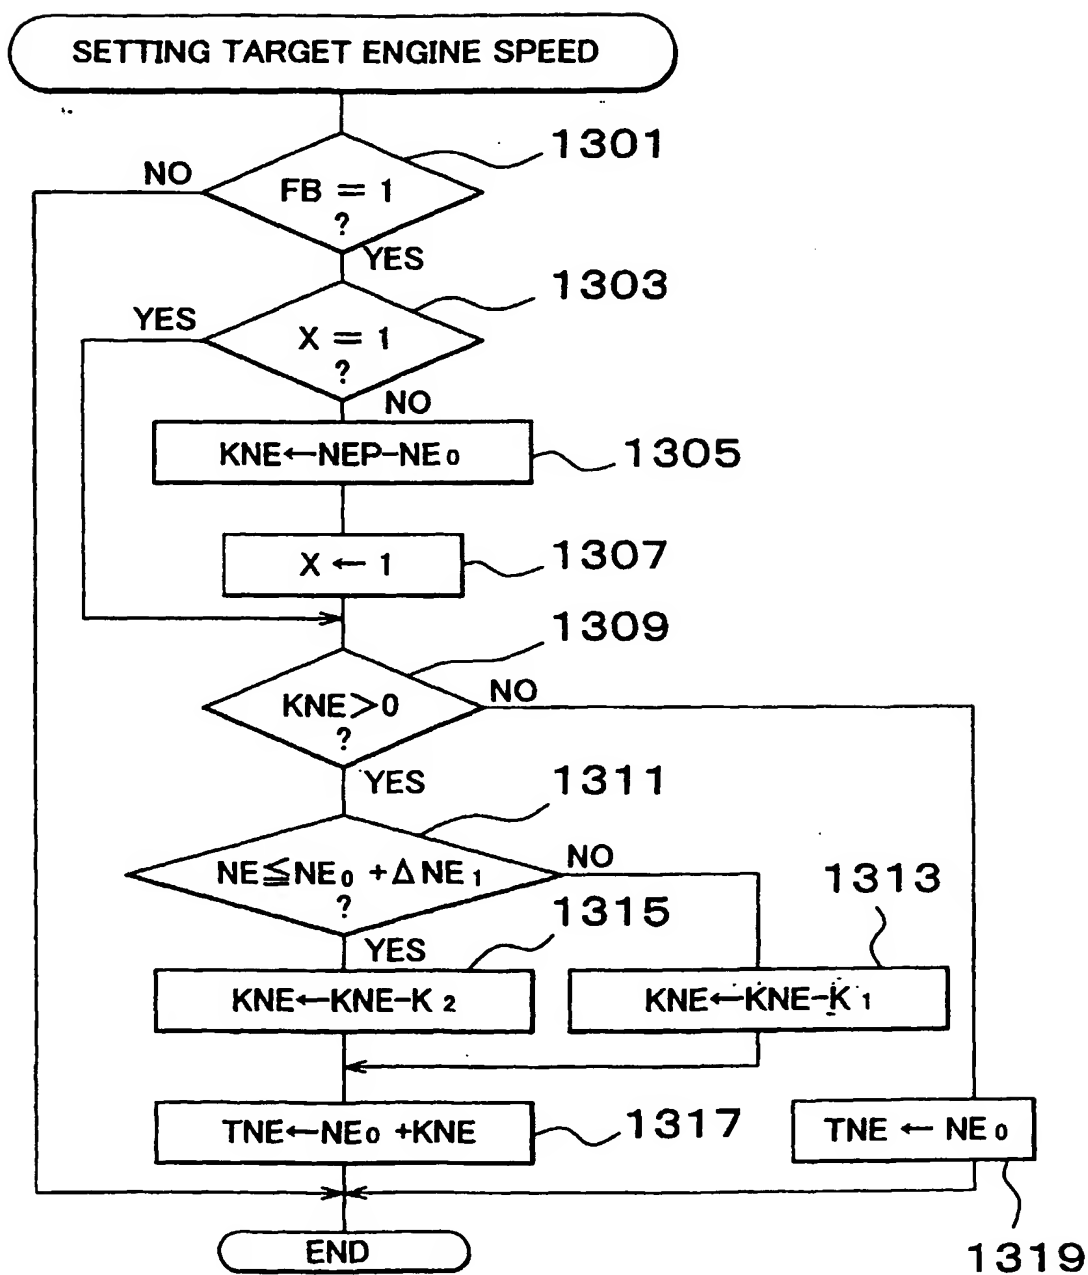 SETTING TARGET ENGINE SPEED
1301
NO
FB = 1
?
YES
1303
YES
X = 1
?
NO
KNE←NEP-NE₀
1305
X ← 1
1307
1309
KNE>0
?
NO
YES
1311
NE≦NE₀ +ΔNE₁
?
NO
1313
1315
YES
KNE←KNE-K₂
KNE←KNE-K₁
TNE←NE₀ +KNE
1317
TNE ← NE₀
END
1319